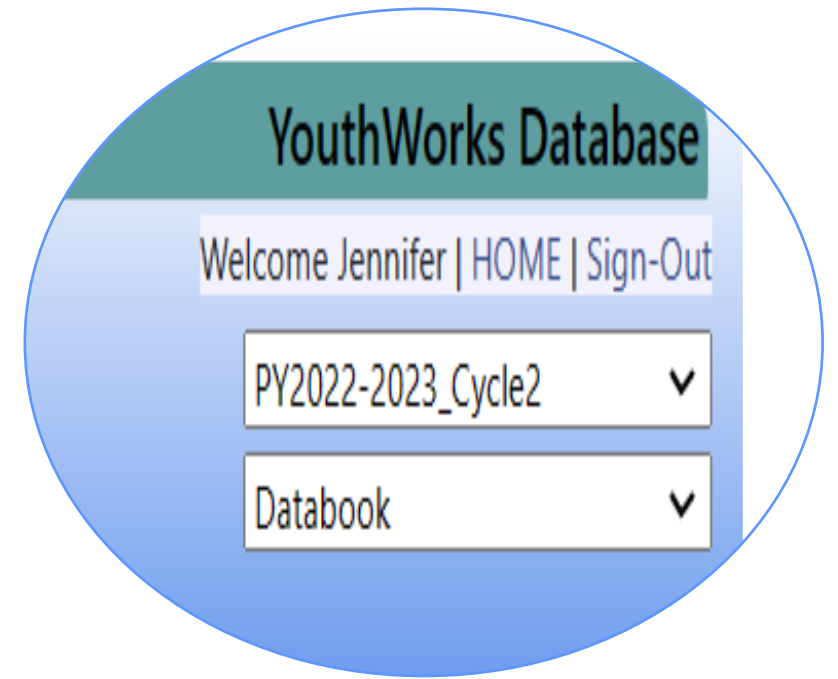 YouthWorks Database
Welcome Jennifer | HOME | Sign-Out
PY2022-2023_Cycle2
Databook